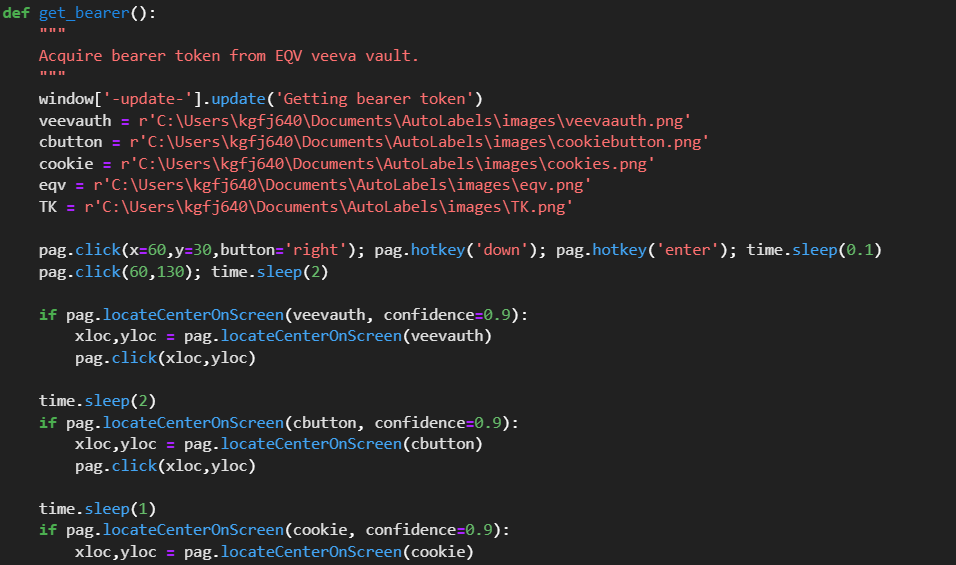 def get_bearer():
    """
    Acquire bearer token from EQV veeva vault.
    """
    window['-update-'].update('Getting bearer token')
    veevauth = r'C:\Users\kgfj640\Documents\AutoLabels\images\veevaauth.png'
    cbutton = r'C:\Users\kgfj640\Documents\AutoLabels\images\cookiebutton.png'
    cookie = r'C:\Users\kgfj640\Documents\AutoLabels\images\cookies.png'
    eqv = r'C:\Users\kgfj640\Documents\AutoLabels\images\eqv.png'
    TK = r'C:\Users\kgfj640\Documents\AutoLabels\images\TK.png'

    pag.click(x=60,y=30,button='right'); pag.hotkey('down'); pag.hotkey('enter'); time.sleep(0.1)
    pag.click(60,130); time.sleep(2)

    if pag.locateCenterOnScreen(veevauth, confidence=0.9):
        xloc,yloc = pag.locateCenterOnScreen(veevauth)
        pag.click(xloc,yloc)

    time.sleep(2)
    if pag.locateCenterOnScreen(cbutton, confidence=0.9):
        xloc,yloc = pag.locateCenterOnScreen(cbutton)
        pag.click(xloc,yloc)

    time.sleep(1)
    if pag.locateCenterOnScreen(cookie, confidence=0.9):
        xloc,yloc = pag.locateCenterOnScreen(cookie)